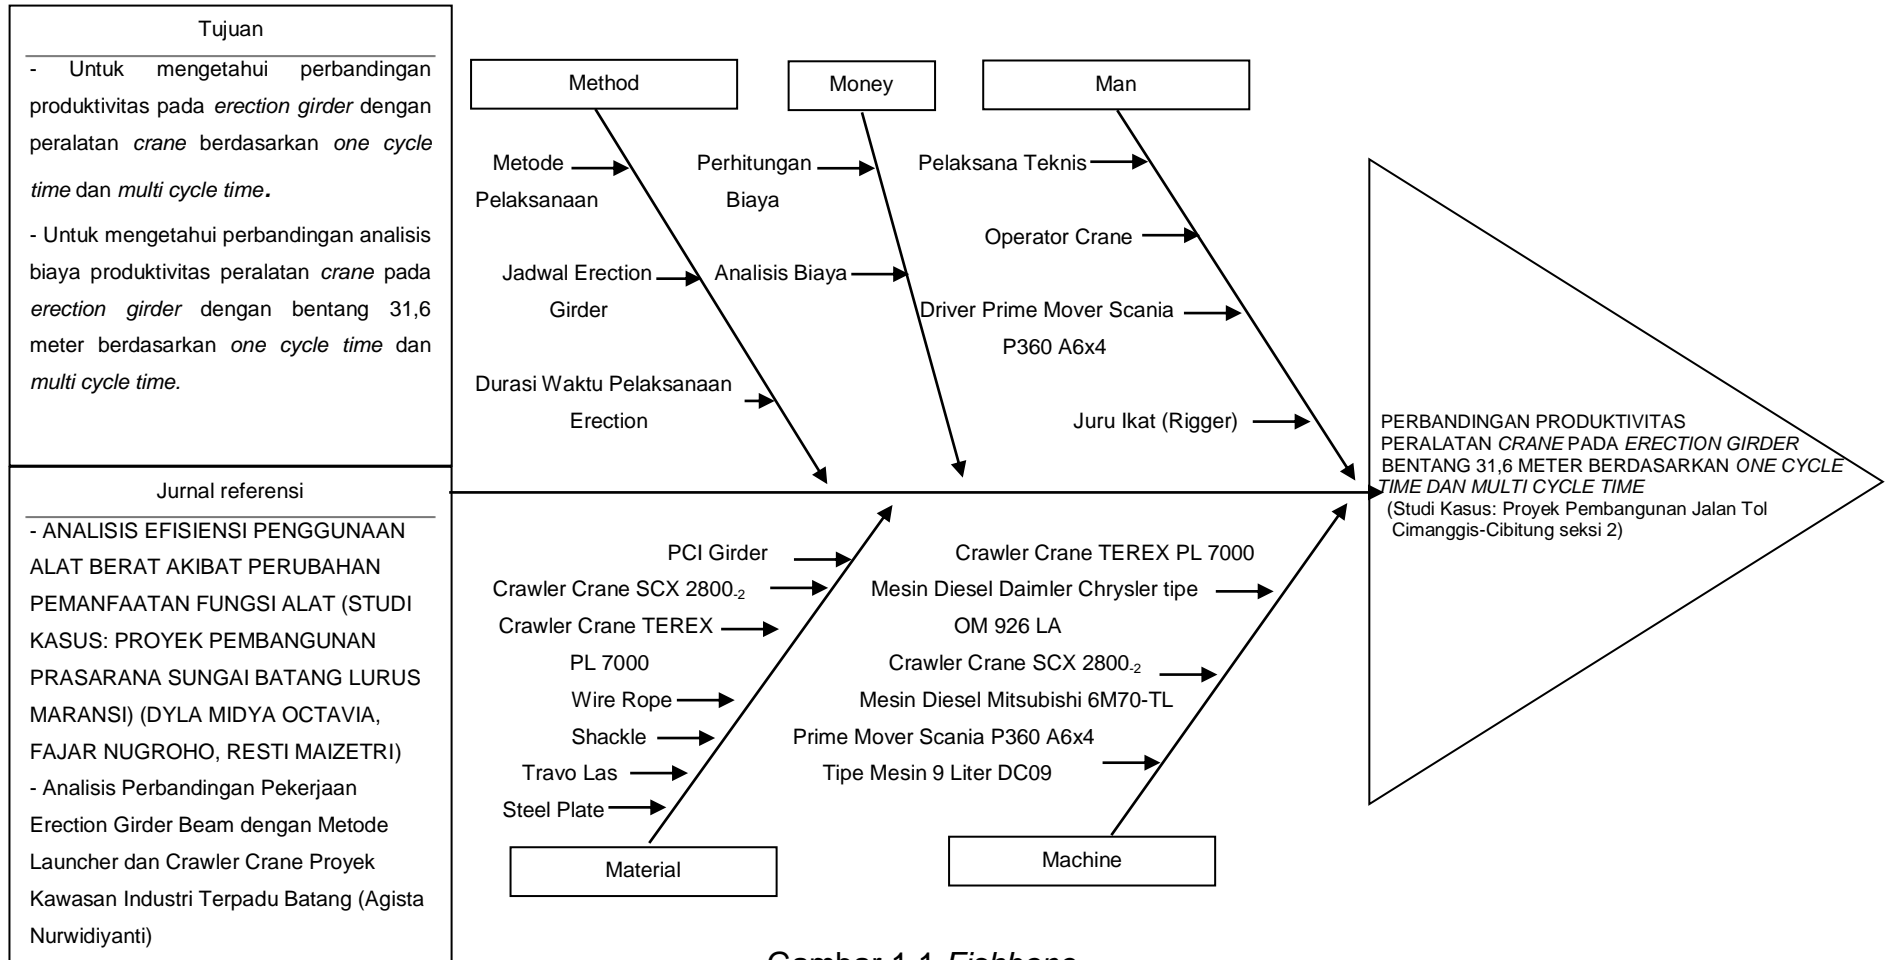 Tujuan
- Untuk mengetahui perbandingan
produktivitas pada erection girder dengan
peralatan crane berdasarkan one cycle
time dan multi cycle time.
- Untuk mengetahui perbandingan analisis
biaya produktivitas peralatan crane pada
erection girder dengan bentang 31,6
meter berdasarkan one cycle time dan
multi cycle time.
Jurnal referensi
- ANALISIS EFISIENSI PENGGUNAAN
ALAT BERAT AKIBAT PERUBAHAN
PEMANFAATAN FUNGSI ALAT (STUDI
KASUS: PROYEK PEMBANGUNAN
PRASARANA SUNGAI BATANG LURUS
MARANSI) (DYLA MIDYA OCTAVIA,
FAJAR NUGROHO, RESTI MAIZETRI)
- Analisis Perbandingan Pekerjaan
Erection Girder Beam dengan Metode
Launcher dan Crawler Crane Proyek
Kawasan Industri Terpadu Batang (Agista
Nurwidiyanti)
Method
Metode
Pelaksanaan
Jadwal Erection
Girder
Durasi Waktu Pelaksanaan
Erection
Money
Perhitungan
Biaya
Analisis Biaya
Man
Pelaksana Teknis
Operator Crane
Driver Prime Mover Scania
P360 A6x4
Juru Ikat (Rigger)
PCI Girder
Crawler Crane SCX 2800-2
Crawler Crane TEREX
PL 7000
Wire Rope
Shackle
Travo Las
Steel Plate
Material
Crawler Crane TEREX PL 7000
Mesin Diesel Daimler Chrysler tipe
OM 926 LA
Crawler Crane SCX 2800-2
Mesin Diesel Mitsubishi 6M70-TL
Prime Mover Scania P360 A6x4
Tipe Mesin 9 Liter DC09
Machine
PERBANDINGAN PRODUKTIVITAS
PERALATAN CRANE PADA ERECTION GIRDER
BENTANG 31,6 METER BERDASARKAN ONE CYCLE
TIME DAN MULTI CYCLE TIME
(Studi Kasus: Proyek Pembangunan Jalan Tol
Cimanggis-Cibitung seksi 2)
Gambar 1.1 Fishbone